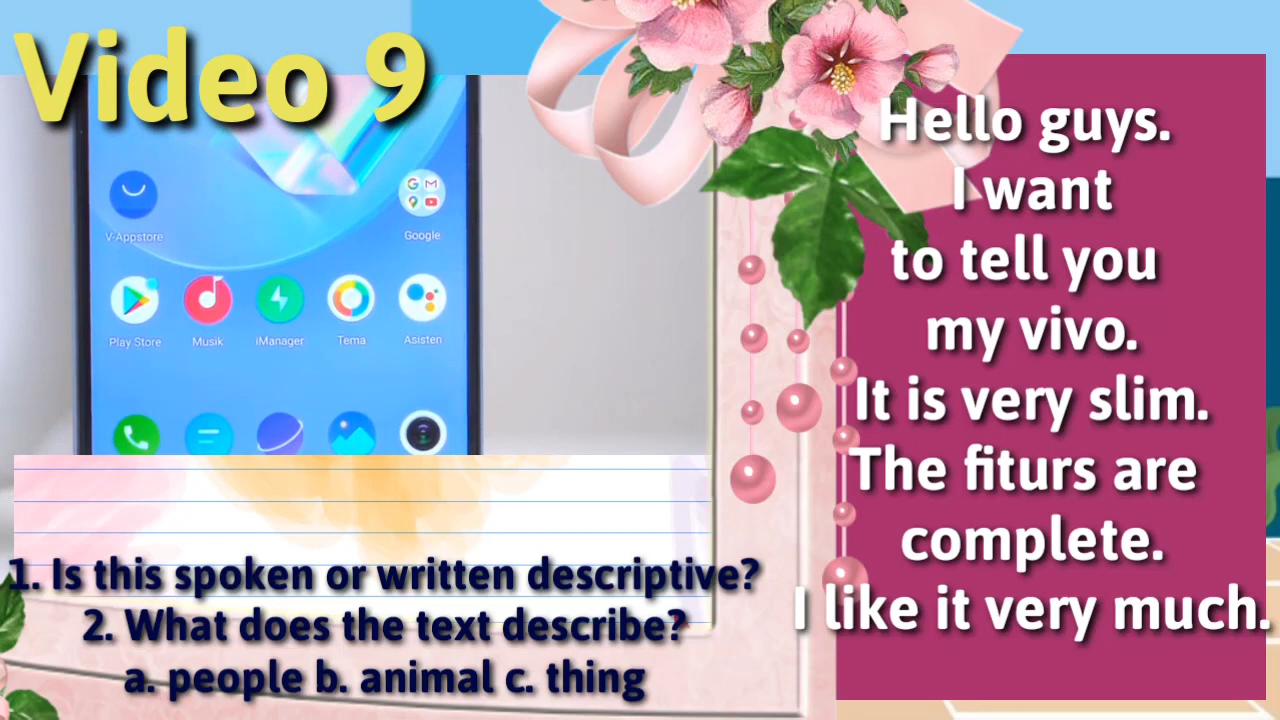 Video 9
V-Appstore
Google
Play Store
Musik
iManager
Tema
Asisten
Hello guys.
I want
to tell you
my vivo.
It is very slim.
The fiturs are
complete.
I like it very much.
1. Is this spoken or written descriptive?
2. What does the text describe?
a. people b. animal c. thing